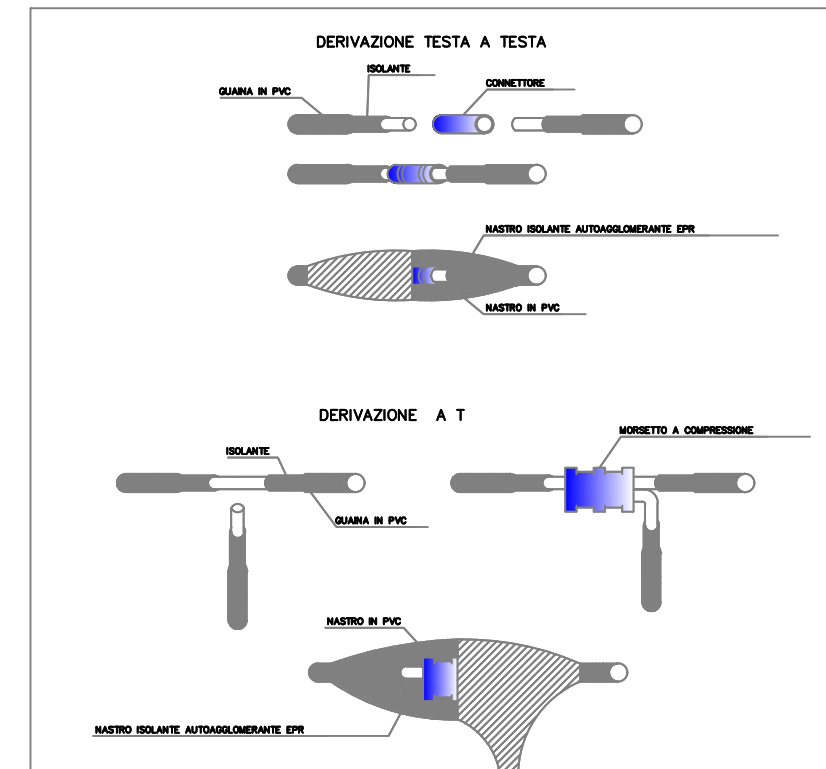 DERIVAZIONE TESTA A TESTA
ISOLANTE
CONNETTORE
GUAINA IN PVC
NASTRO ISOLANTE AUTOAGGLOMERANTE EPR
NASTRO IN PVC
DERIVAZIONE A T
MORSETTO A COMPRESSIONE
ISOLANTE
GUAINA IN PVC
NASTRO IN PVC
NASTRO ISOLANTE AUTOAGGLOMERANTE EPR